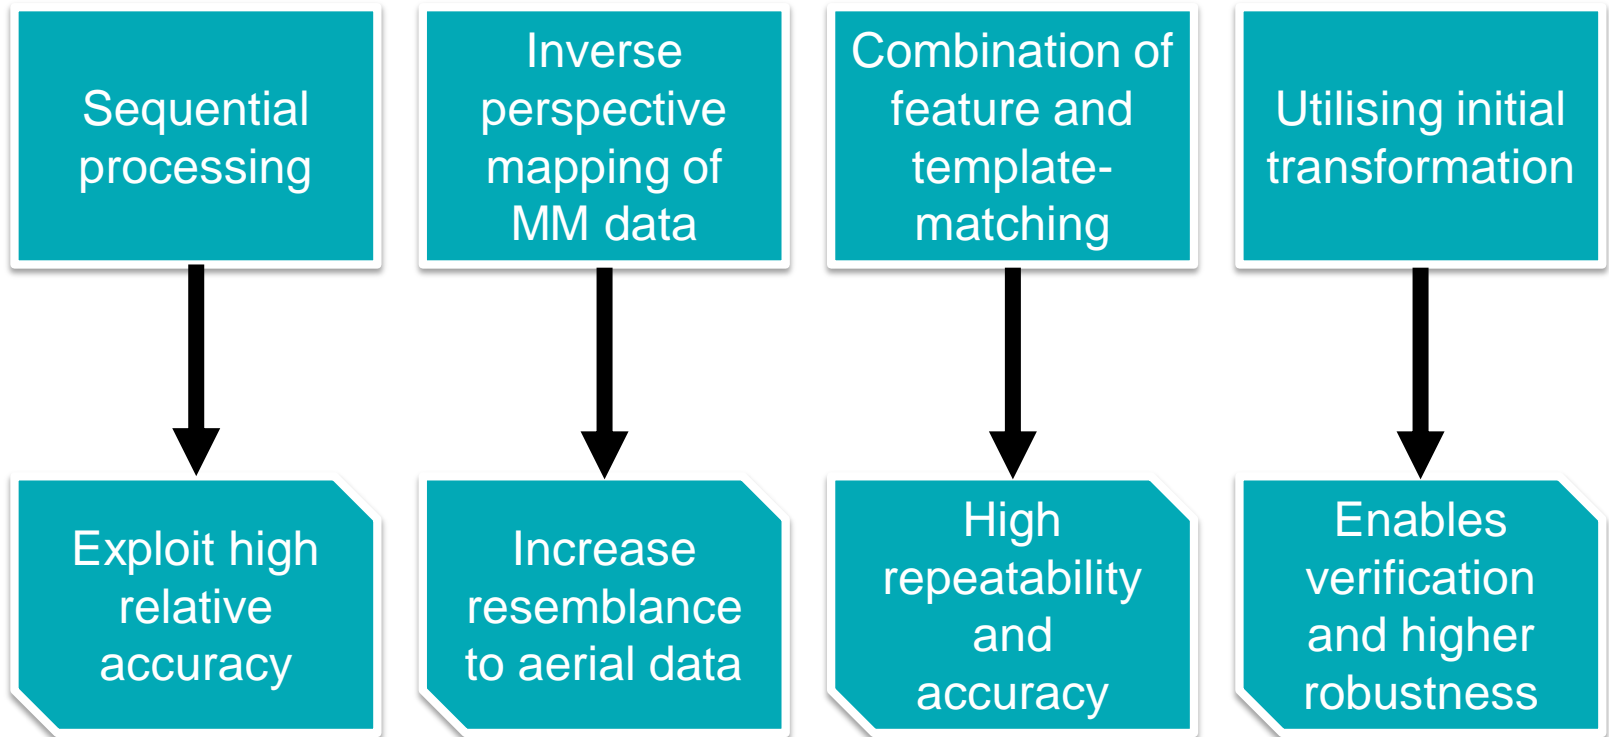 Sequential
processing
Inverse
perspective
mapping of
MM data
Combination of
feature and
template-
matching
Utilising initial
transformation
Exploit high
relative
accuracy
Increase
resemblance
to aerial data
High
repeatability
and
accuracy
Enables
verification
and higher
robustness